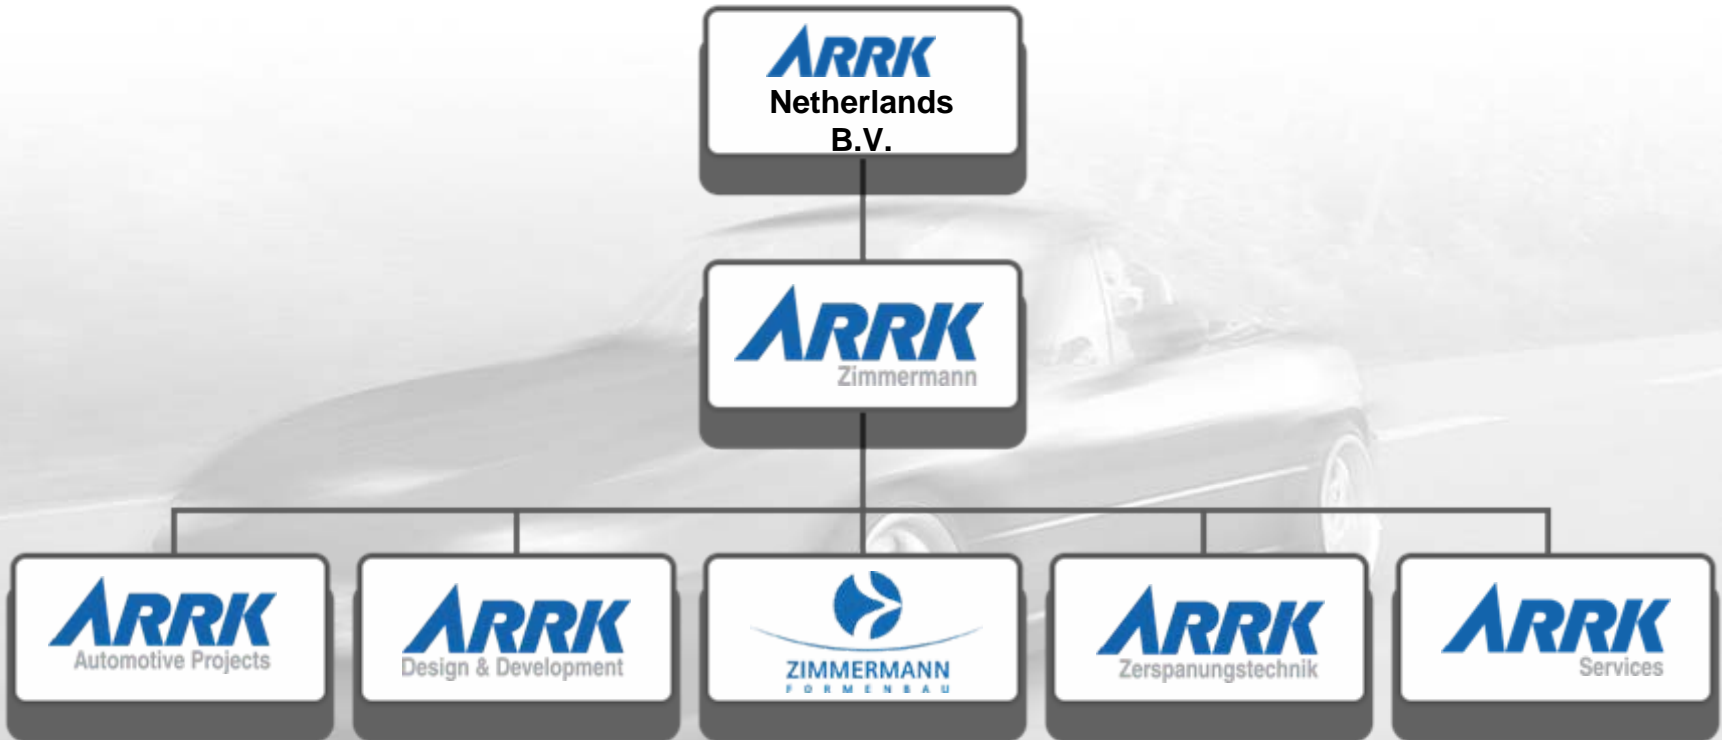 ARRK
Netherlands
B.V.
ARRK
Zimmermann
ARRK
Automotive Projects
ARRK
Design & Development
ZIMMERMANN
FORMENBAU
ARRK
Zerspanungstechnik
ARRK
Services